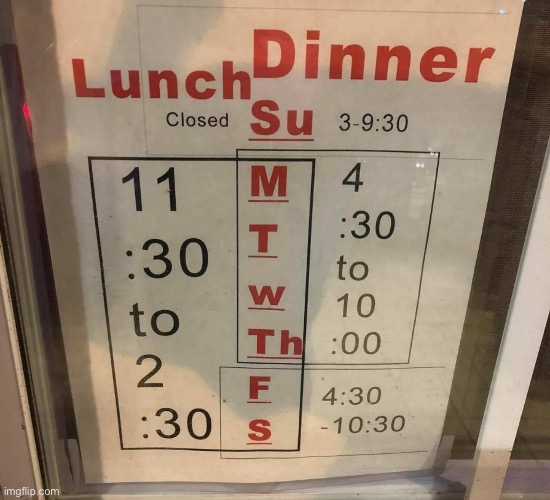 Lunch Dinner
Closed Su 3-9:30
M
T
W
Th
F
S
11
:30
to
2
:30
4
:30
to
10
:00
4:30
-10:30
imgflip.com